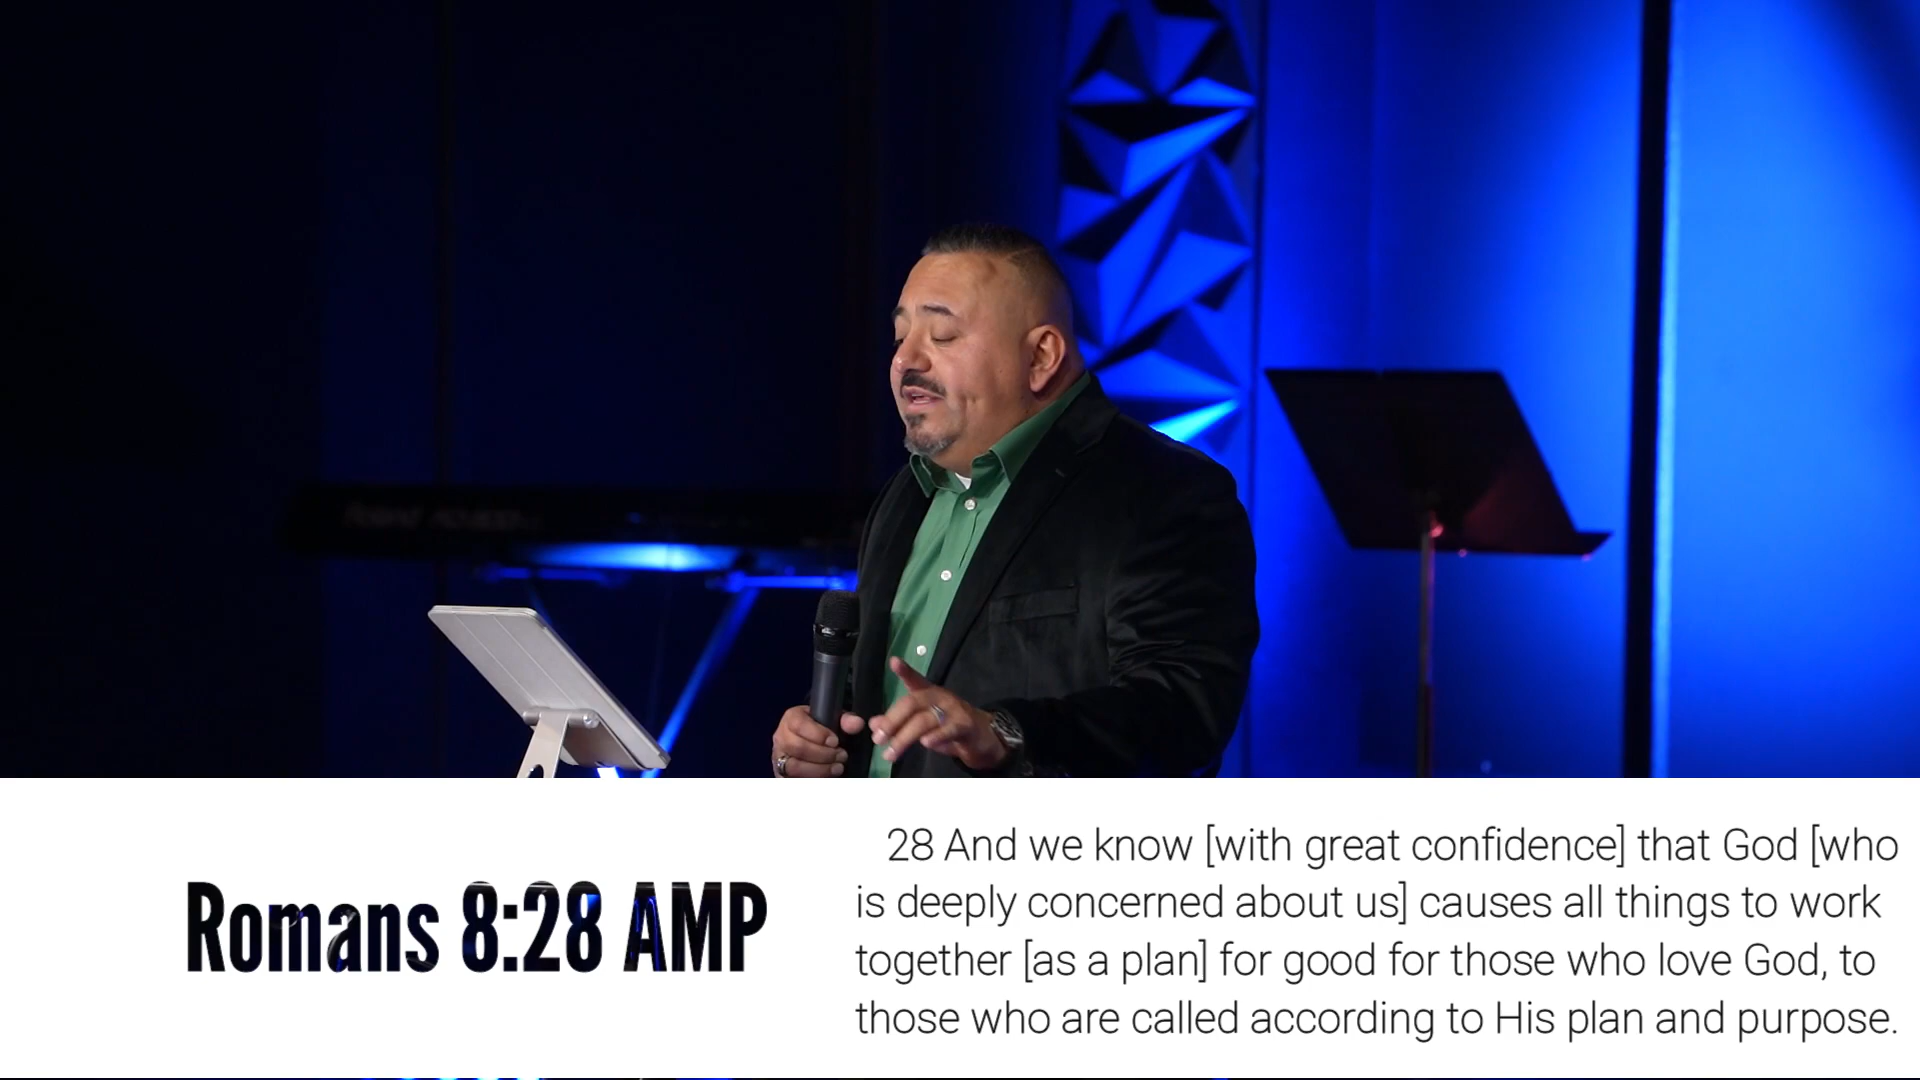 Roland
Romans 8:28 AMP
28 And we know [with great confidence] that God [who
is deeply concerned about us] causes all things to work
together [as a plan] for good for those who love God, to
those who are called according to His plan and purpose.